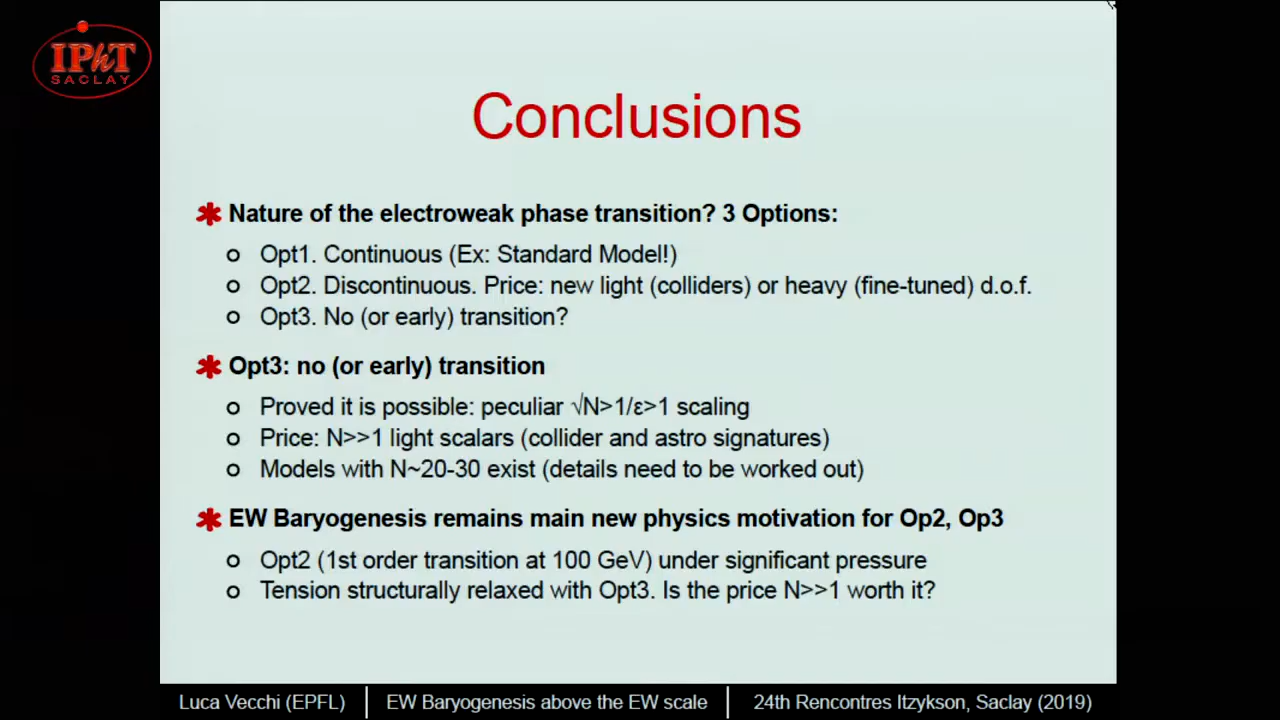 IPhT
SACLAY
Conclusions
✱ Nature of the electroweak phase transition? 3 Options:
o Opt1. Continuous (Ex: Standard Model!)
o Opt2. Discontinuous. Price: new light (colliders) or heavy (fine-tuned) d.o.f.
o Opt3. No (or early) transition?
✱ Opt3: no (or early) transition
o Proved it is possible: peculiar √N>1/ε>1 scaling
o Price: N>>1 light scalars (collider and astro signatures)
o Models with N~20-30 exist (details need to be worked out)
✱ EW Baryogenesis remains main new physics motivation for Op2, Op3
o Opt2 (1st order transition at 100 GeV) under significant pressure
o Tension structurally relaxed with Opt3. Is the price N>>1 worth it?
Luca Vecchi (EPFL) | EW Baryogenesis above the EW scale | 24th Rencontres Itzykson, Saclay (2019)